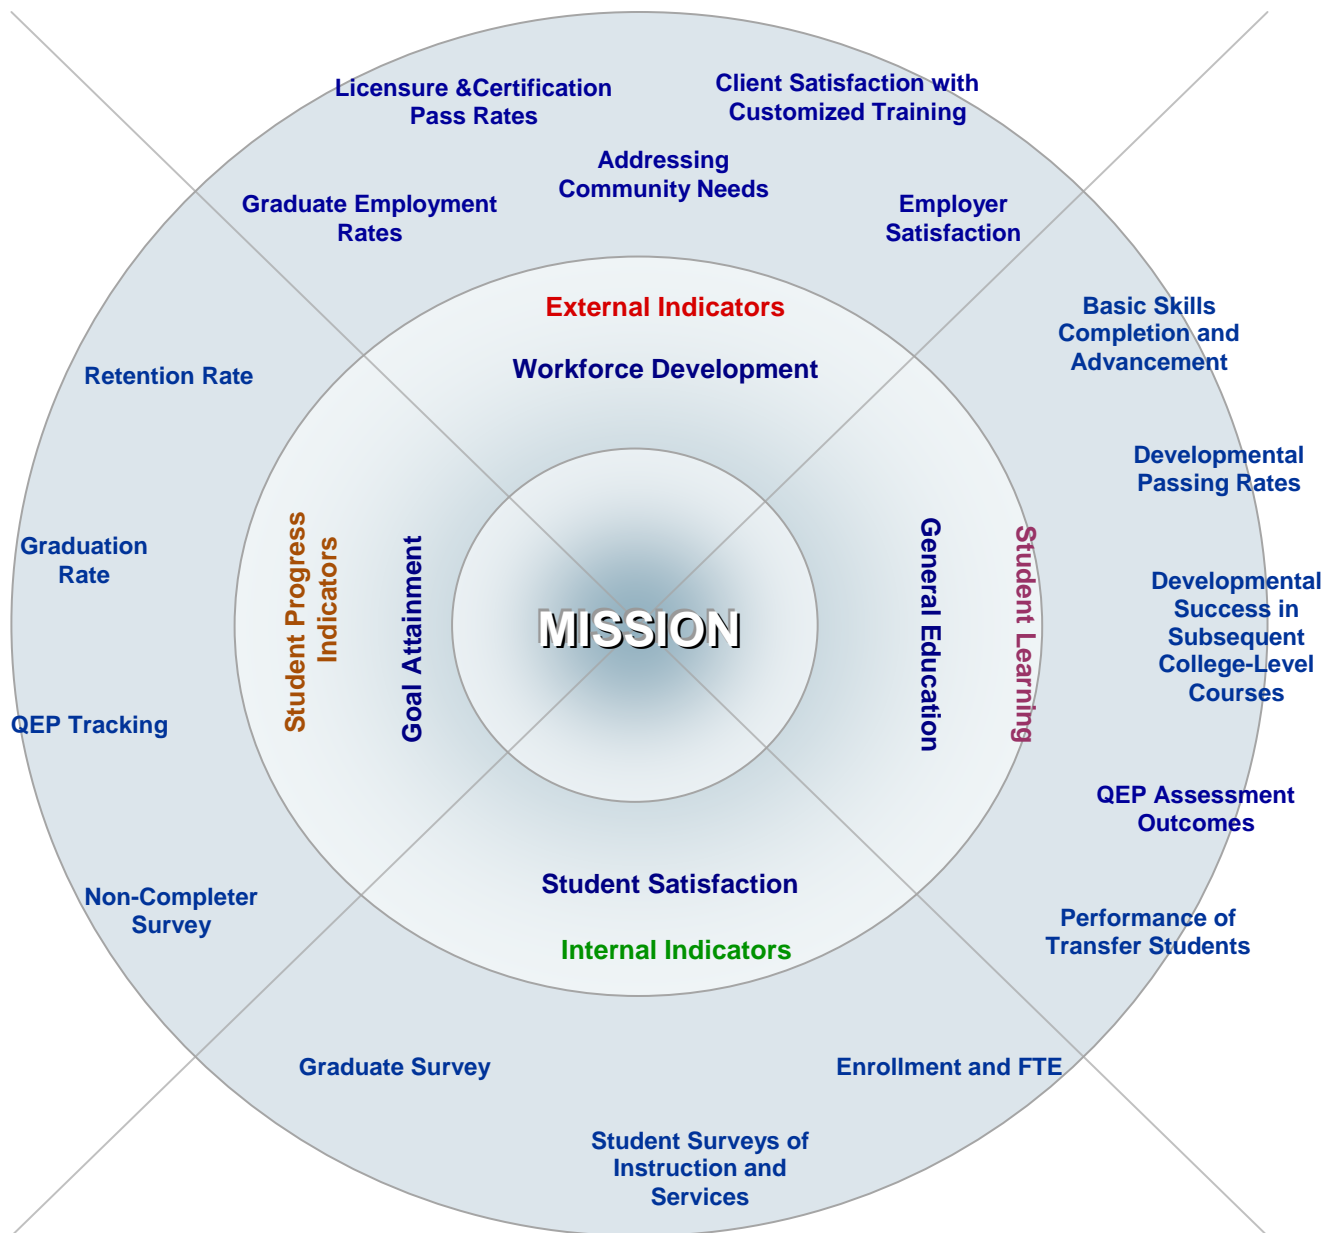 Licensure &Certification
Pass Rates
Client Satisfaction with
Customized Training
Addressing
Community Needs
Graduate Employment
Rates
Employer
Satisfaction
External Indicators
Workforce Development
Basic Skills
Completion and
Advancement
Retention Rate
Developmental
Passing Rates
Graduation
Rate
Student Progress
Indicators
Goal Attainment
MISSION
General Education
Student Learning
Developmental
Success in
Subsequent
College-Level
Courses
QEP Tracking
QEP Assessment
Outcomes
Non-Completer
Survey
Student Satisfaction
Internal Indicators
Performance of
Transfer Students
Graduate Survey
Enrollment and FTE
Student Surveys of
Instruction and
Services